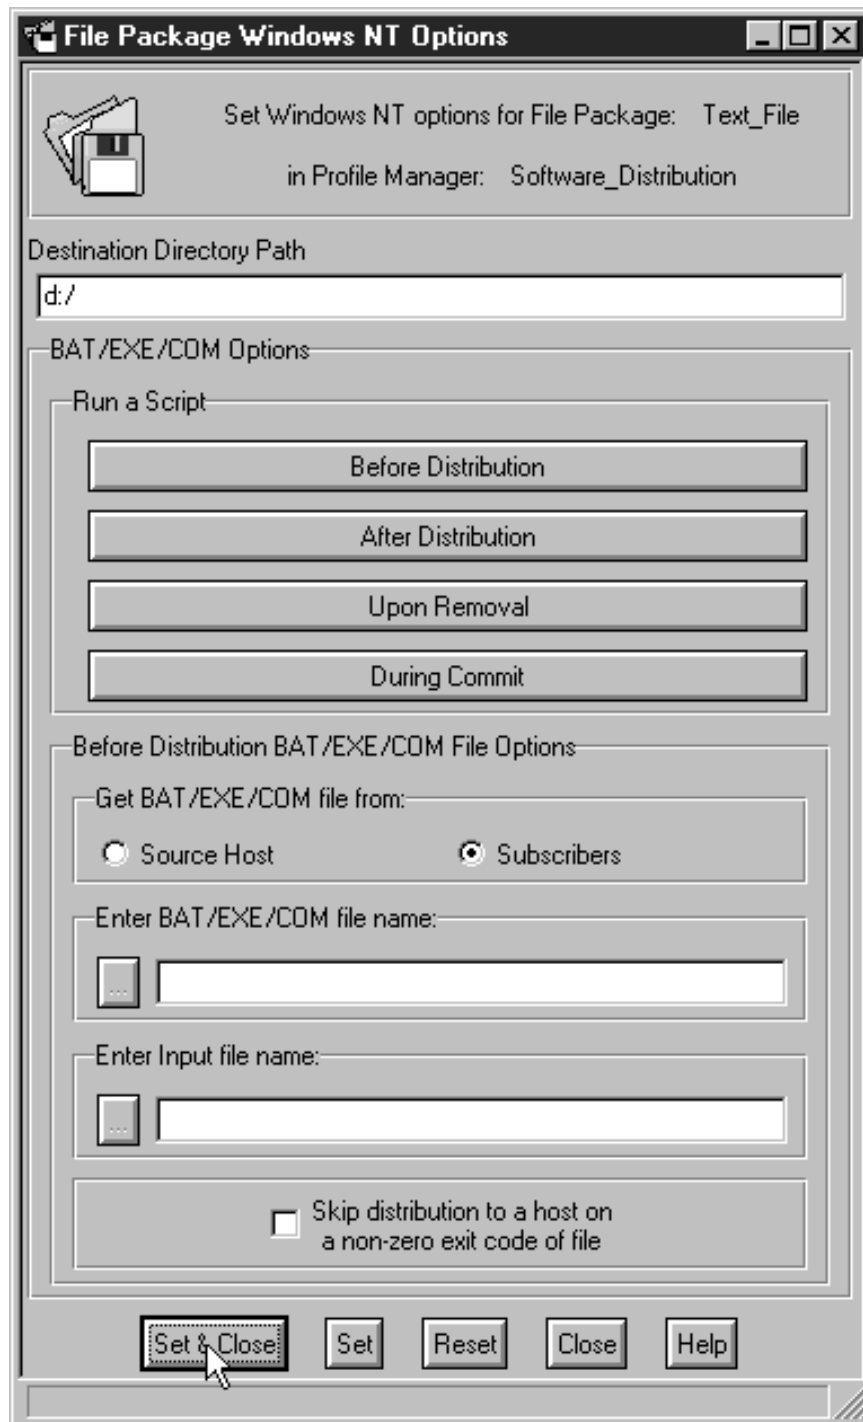 File Package Windows NT Options
Set Windows NT options for File Package: Text_File
in Profile Manager: Software_Distribution
Destination Directory Path
d:/
BAT/EXE/COM Options
Run a Script
Before Distribution
After Distribution
Upon Removal
During Commit
Before Distribution BAT/EXE/COM File Options
Get BAT/EXE/COM file from:
Source Host Subscribers
Enter BAT/EXE/COM file name:
...
Enter Input file name:
...
Skip distribution to a host on
a non-zero exit code of file
Set & Close Set Reset Close Help